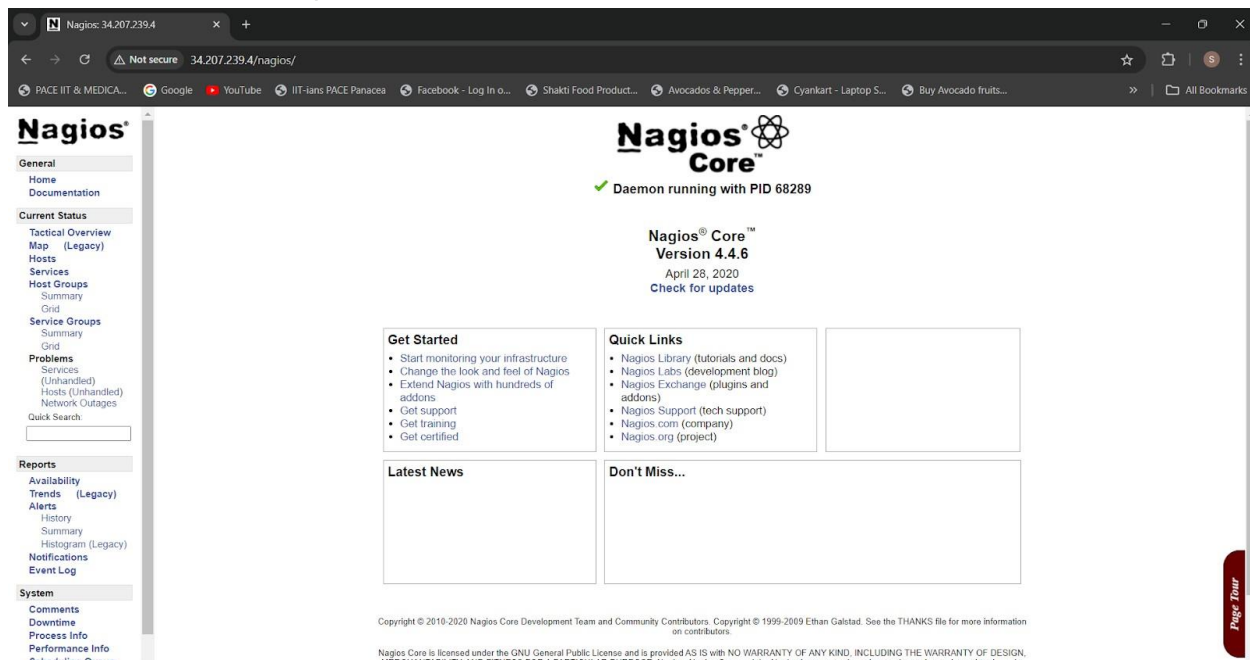 Nagios: 34.207.239.4
Not secure 34.207.239.4/nagios/
S
PACE IIT & MEDICA... Google YouTube IIT-ians PACE Panacea Facebook - Log In o... Shakti Food Product... Avocados & Pepper... Cyankart - Laptop S... Buy Avocado fruits... » All Bookmarks
Nagios®
General
Home
Documentation
Current Status
Tactical Overview
Map (Legacy)
Hosts
Services
Host Groups
Summary
Grid
Service Groups
Summary
Grid
Problems
Services
(Unhandled)
Hosts (Unhandled)
Network Outages
Quick Search:
Reports
Availability
Trends (Legacy)
Alerts
History
Summary
Histogram (Legacy)
Notifications
Event Log
System
Comments
Downtime
Process Info
Performance Info
Nagios®
Core™
Daemon running with PID 68289
Nagios® Core™
Version 4.4.6
April 28, 2020
Check for updates
Get Started
• Start monitoring your infrastructure
• Change the look and feel of Nagios
• Extend Nagios with hundreds of
addons
• Get support
• Get training
• Get certified
Quick Links
• Nagios Library (tutorials and docs)
• Nagios Labs (development blog)
• Nagios Exchange (plugins and
addons)
• Nagios Support (tech support)
• Nagios.com (company)
• Nagios.org (project)
Latest News
Don't Miss...
Page Tour
Copyright © 2010-2020 Nagios Core Development Team and Community Contributors. Copyright © 1999-2009 Ethan Galstad. See the THANKS file for more information
on contributors.
Nagios Core is licensed under the GNU General Public License and is provided AS IS with NO WARRANTY OF ANY KIND, INCLUDING THE WARRANTY OF DESIGN,